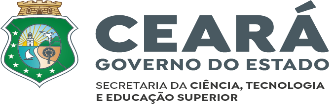 CEARÁ
GOVERNO DO ESTADO
SECRETARIA DA CIÊNCIA, TECNOLOGIA
E EDUCAÇÃO SUPERIOR